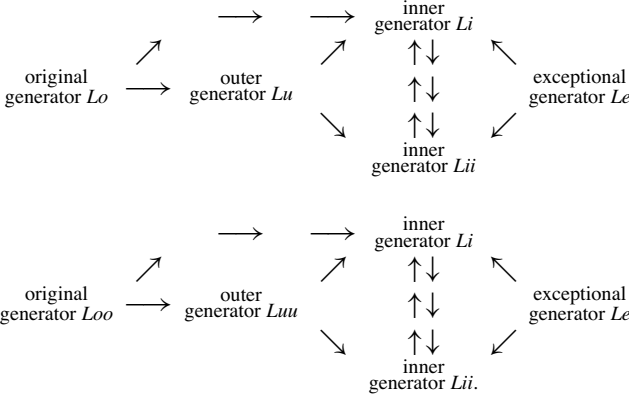 inner
generator Li
original
generator Lo
outer
generator Lu
exceptional
generator Le
inner
generator Lii
inner
generator Li
original
generator Loo
outer
generator Luu
exceptional
generator Le
inner
generator Lii.